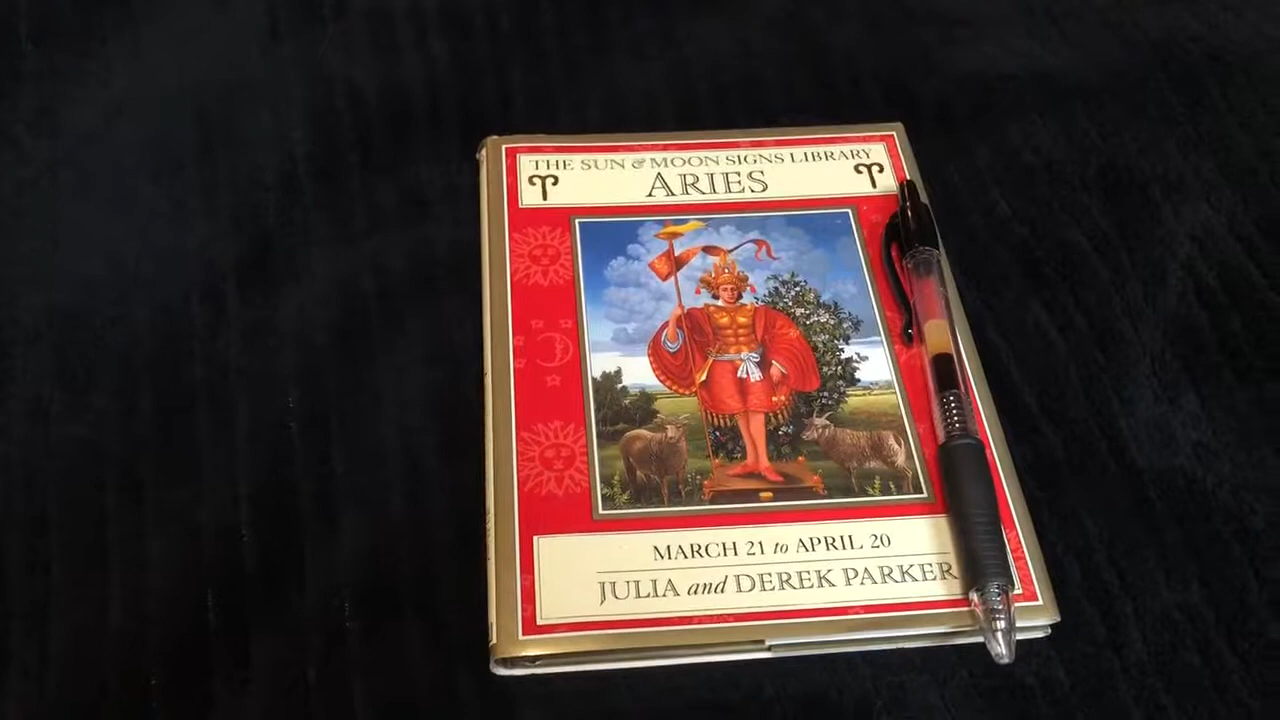 THE SUN & MOON SIGNS LIBRARY
ARIES
MARCH 21 to APRIL 20
JULIA and DEREK PARKER